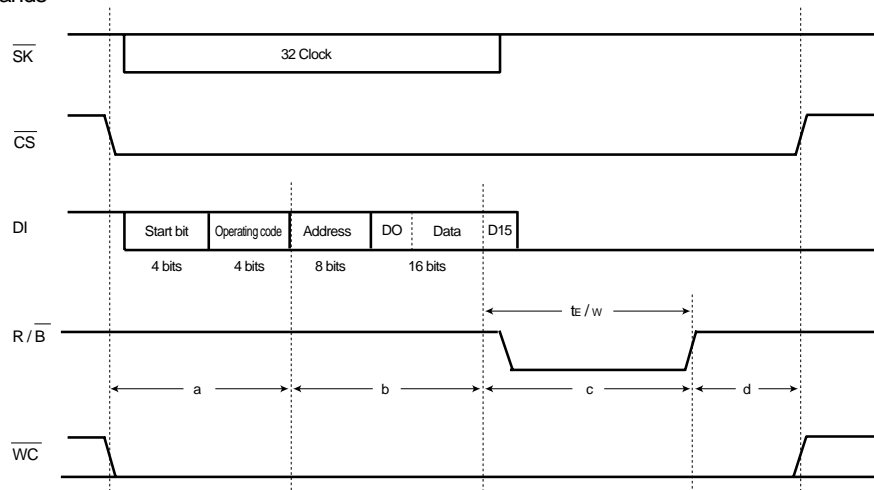 ands
SK
32 Clock
CS
DI
Start bit
Operating code
Address
DO
Data
D15
4 bits
4 bits
8 bits
16 bits
tE / W
R / B
a
b
c
d
WC